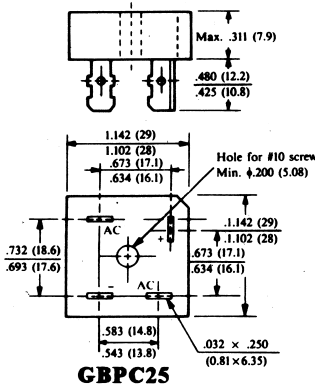 Max. .311 (7.9)
.480 (12.2)
.425 (10.8)
1.142 (29)
1.102 (28)
.673 (17.1)
.634 (16.1)
Hole for #10 screw
Min. ϕ.200 (5.08)
AC
+
1.142 (29)
1.102 (28)
.732 (18.6)
.693 (17.6)
.673 (17.1)
.634 (16.1)
− AC
.583 (14.8)
.543 (13.8)
.032 × .250
(0.81×6.35)
GBPC25